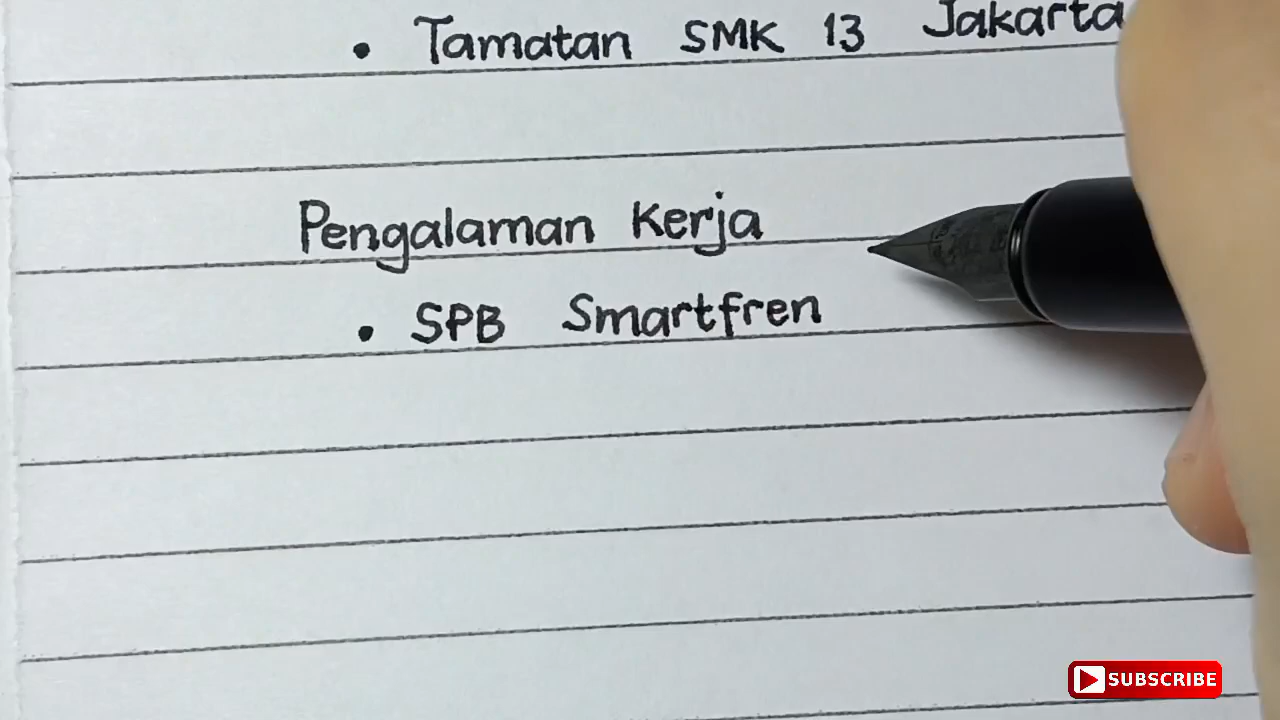 • Tamatan SMK 13 Jakarta
Pengalaman Kerja
• SPB Smartfren
SUBSCRIBE